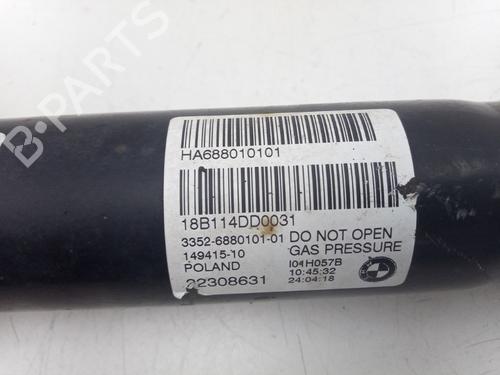 B-PARTS
HA688010101
18B114DD0031
3352-6880101-01 DO NOT OPEN
149415-10 GAS PRESSURE
POLAND I01H057B
10:45:32
22308631 24:04:18